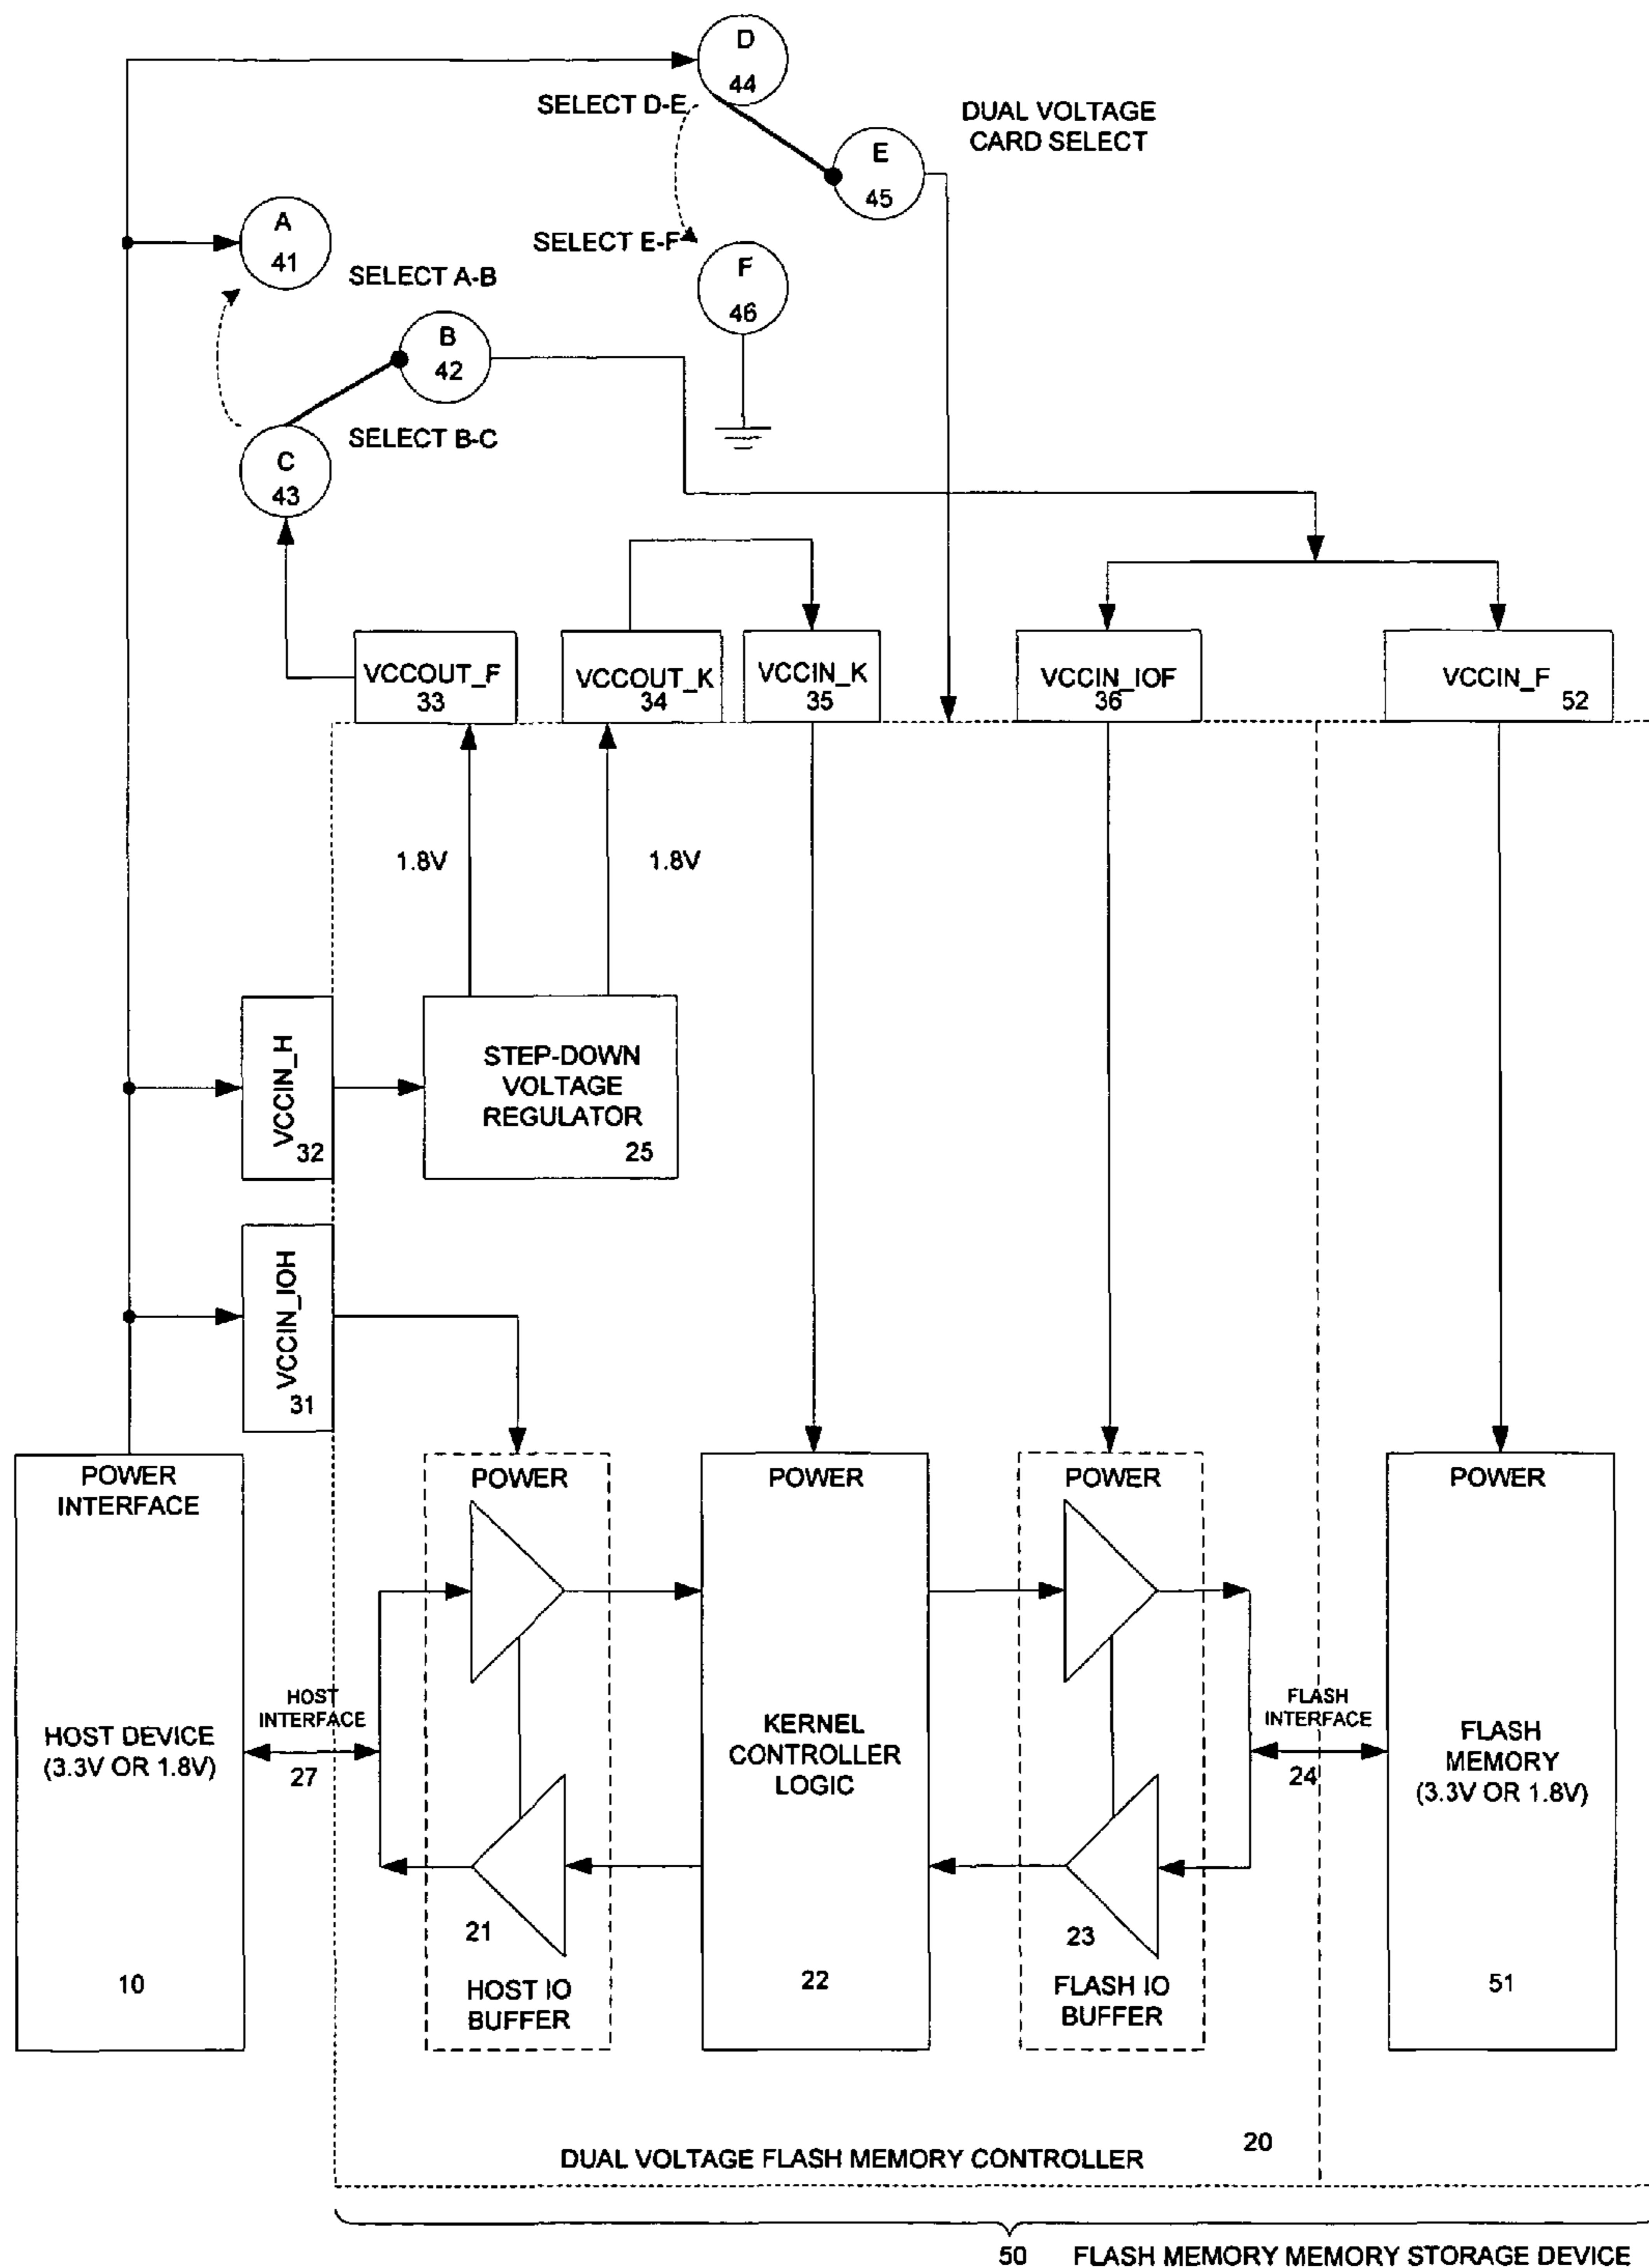 D
44
SELECT D-E
DUAL VOLTAGE
CARD SELECT
E
45
A
41
SELECT E-F
F
46
SELECT A-B
B
42
SELECT B-C
C
43
VCCOUT_F
33
VCCOUT_K
34
VCCIN_K
35
VCCIN_IOF
36
VCCIN_F
52
1.8V
1.8V
VCCIN_H
32
STEP-DOWN
VOLTAGE
REGULATOR
25
VCCIN_IOH
31
POWER
INTERFACE
POWER
POWER
POWER
POWER
HOST DEVICE
(3.3V OR 1.8V)
10
HOST
INTERFACE
27
21
HOST IO
BUFFER
KERNEL
CONTROLLER
LOGIC
22
23
FLASH IO
BUFFER
FLASH
INTERFACE
24
FLASH
MEMORY
(3.3V OR 1.8V)
51
DUAL VOLTAGE FLASH MEMORY CONTROLLER
20
50 FLASH MEMORY MEMORY STORAGE DEVICE